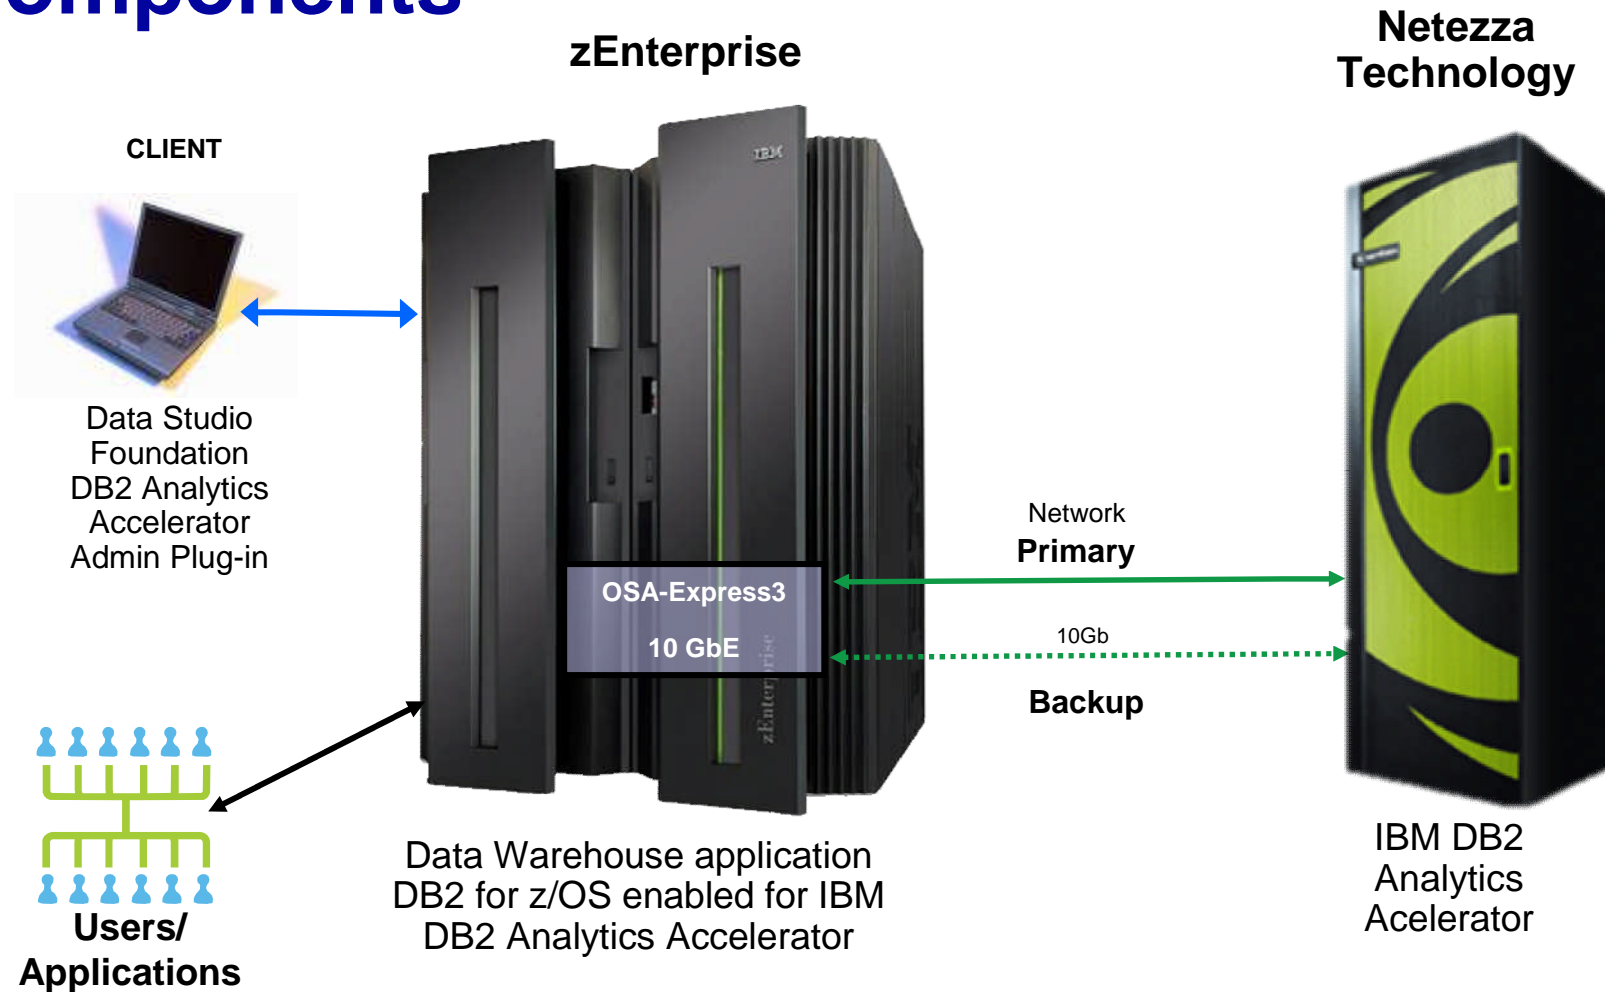 omponents
zEnterprise
Netezza
Technology
CLIENT
IBM
Data Studio
Foundation
DB2 Analytics
Accelerator
Admin Plug-in
Network
Primary
OSA-Express3
10 GbE
10Gb
Backup
zEnterprise
Users/
Applications
Data Warehouse application
DB2 for z/OS enabled for IBM
DB2 Analytics Accelerator
IBM DB2
Analytics
Acelerator